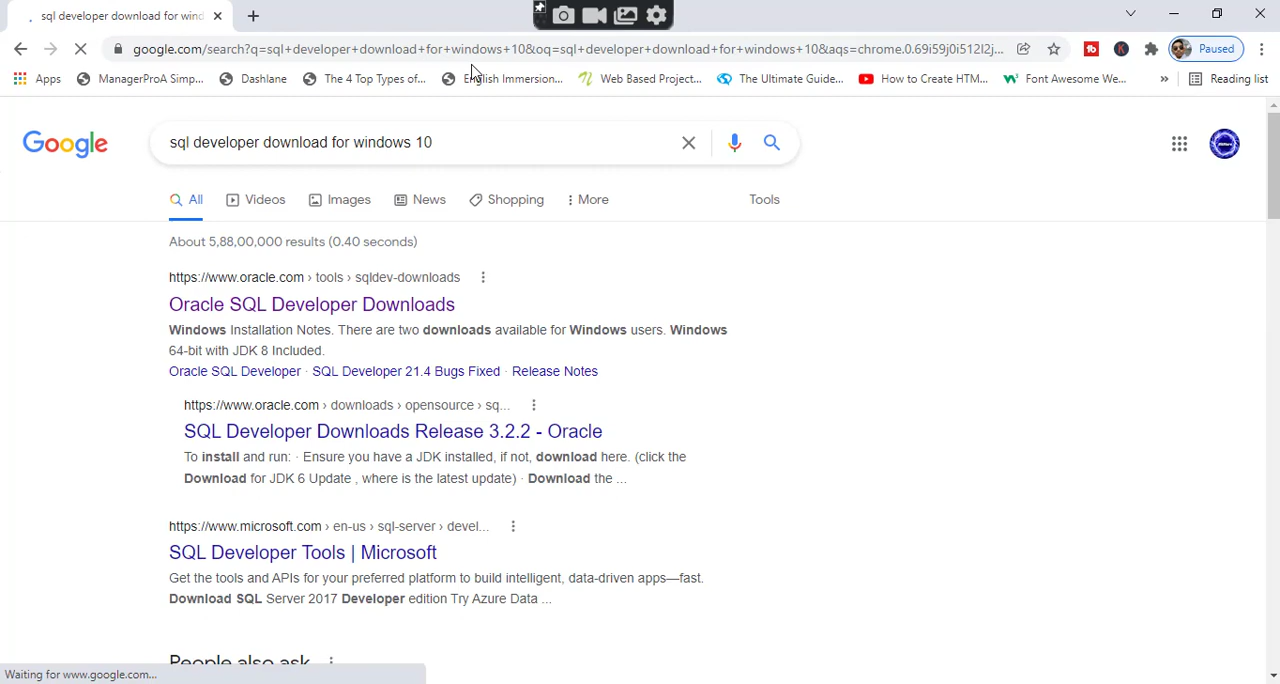 sql developer download for wind
google.com/search?q=sql+developer+download+for+windows+10&oq=sql+developer+download+for+windows+10&aqs=chrome.0.69i59j0i512l2j...
Paused
Apps
ManagerProA Simp...
Dashlane
The 4 Top Types of...
English Immersion...
Web Based Project...
The Ultimate Guide...
How to Create HTM...
Font Awesome We...
»
Reading list
Google
sql developer download for windows 10
All
Videos
Images
News
Shopping
More
Tools
About 5,88,00,000 results (0.40 seconds)
https://www.oracle.com › tools › sqldev-downloads
Oracle SQL Developer Downloads
Windows Installation Notes. There are two downloads available for Windows users. Windows
64-bit with JDK 8 Included.
Oracle SQL Developer · SQL Developer 21.4 Bugs Fixed · Release Notes
https://www.oracle.com › downloads › opensource › sq...
SQL Developer Downloads Release 3.2.2 - Oracle
To install and run: · Ensure you have a JDK installed, if not, download here. (click the
Download for JDK 6 Update , where is the latest update) · Download the ...
https://www.microsoft.com › en-us › sql-server › devel...
SQL Developer Tools | Microsoft
Get the tools and APIs for your preferred platform to build intelligent, data-driven apps—fast.
Download SQL Server 2017 Developer edition Try Azure Data ...
People also ask
Waiting for www.google.com...